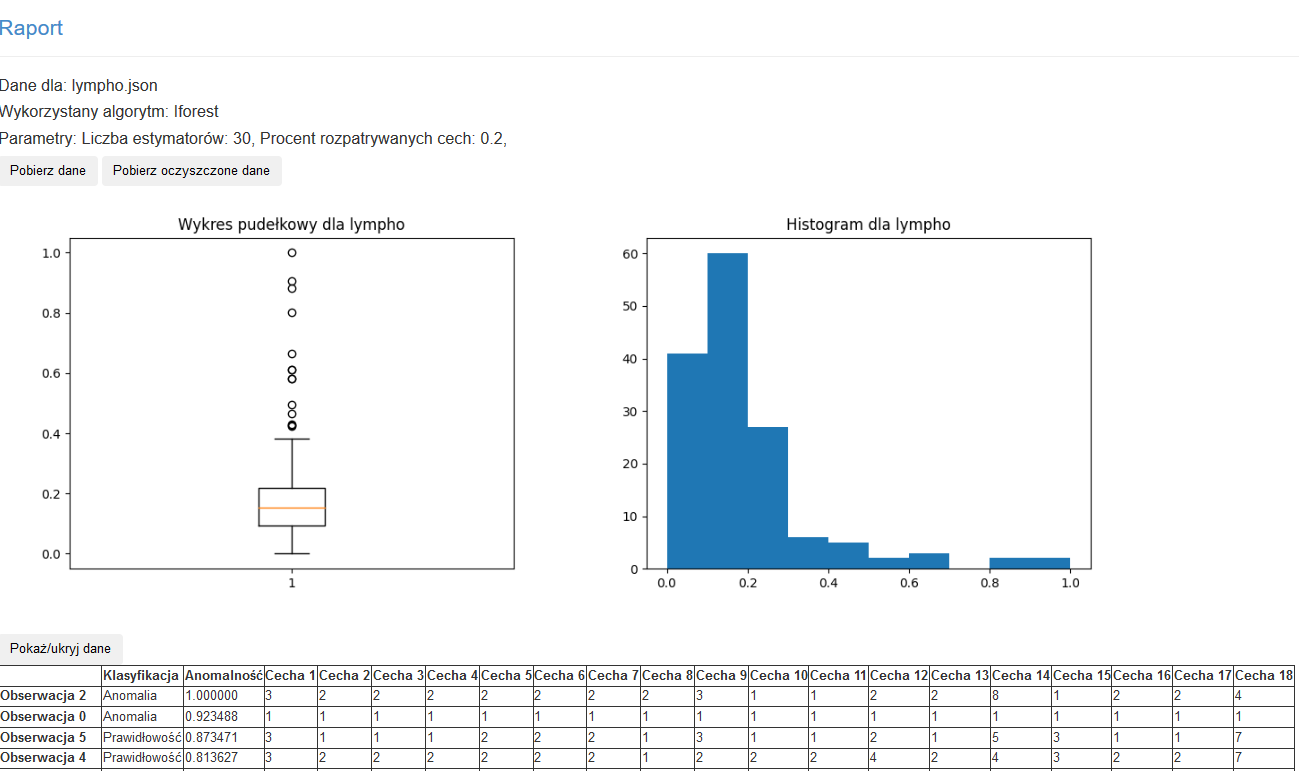 Raport
Dane dla: lympho.json
Wykorzystany algorytm: Iforest
Parametry: Liczba estymatorów: 30, Procent rozpatrywanych cech: 0.2,
Pobierz dane Pobierz oczyszczone dane
Wykres pudełkowy dla lympho
1.0
0.8
0.6
0.4
0.2
0.0
1
Histogram dla lympho
60
50
40
30
20
10
0
0.0 0.2 0.4 0.6 0.8 1.0
Pokaż/ukryj dane
Klasyfikacja Anomalność Cecha 1 Cecha 2 Cecha 3 Cecha 4 Cecha 5 Cecha 6 Cecha 7 Cecha 8 Cecha 9 Cecha 10 Cecha 11 Cecha 12 Cecha 13 Cecha 14 Cecha 15 Cecha 16 Cecha 17 Cecha 18
Obserwacja 2 Anomalia 1.000000 3 2 2 2 2 2 2 2 3 1 1 2 2 8 1 2 2 4
Obserwacja 0 Anomalia 0.923488 1 1 1 1 1 1 1 1 1 1 1 1 1 1 1 1 1 1
Obserwacja 5 Prawidłowość 0.873471 3 1 1 1 2 2 2 1 3 1 1 2 1 5 3 1 1 7
Obserwacja 4 Prawidłowość 0.813627 3 2 2 2 2 2 2 1 2 2 2 4 2 4 3 2 2 7